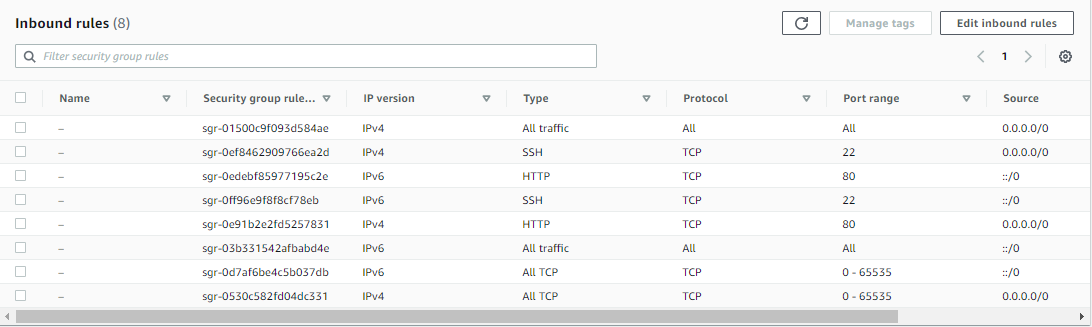 Inbound rules (8)
Manage tags
Edit inbound rules
Filter security group rules
1
Name Security group rule... IP version Type Protocol Port range Source
– sgr-01500c9f093d584ae IPv4 All traffic All All 0.0.0.0/0
– sgr-0ef8462909766ea2d IPv4 SSH TCP 22 0.0.0.0/0
– sgr-0edebf85977195c2e IPv6 HTTP TCP 80 ::/0
– sgr-0ff96e9f8f8cf78eb IPv6 SSH TCP 22 ::/0
– sgr-0e91b2e2fd5257831 IPv4 HTTP TCP 80 0.0.0.0/0
– sgr-03b331542afbabd4e IPv6 All traffic All All ::/0
– sgr-0d7af6be4c5b037db IPv6 All TCP TCP 0 - 65535 ::/0
– sgr-0530c582fd04dc331 IPv4 All TCP TCP 0 - 65535 0.0.0.0/0